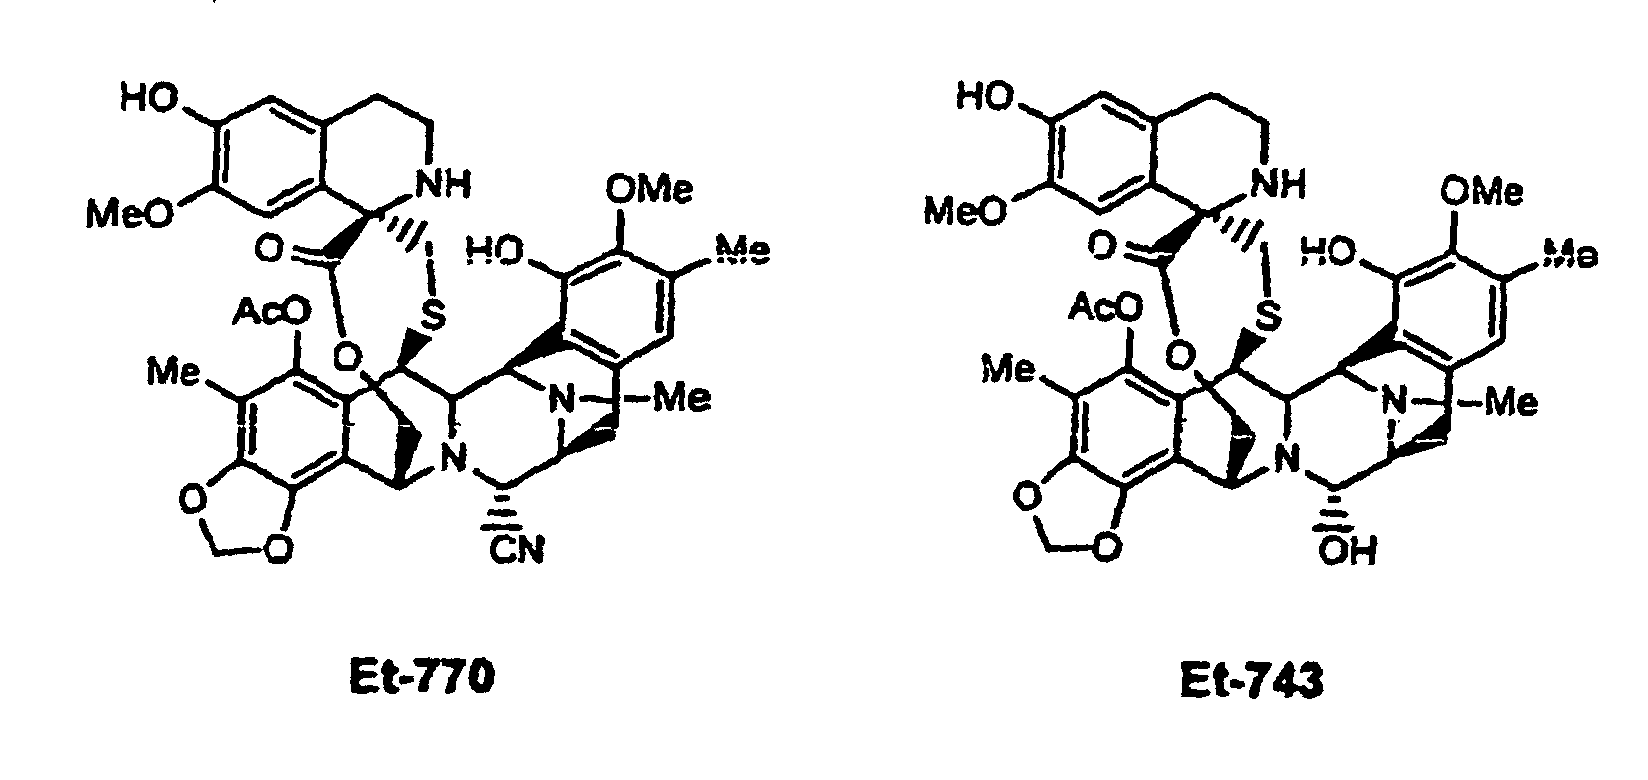 HO HO
NH NH
OMe OMe
MeO MeO
O HO Me O HO Me
AcO S AcO S
O O
Me N Me Me N Me
N N
O O
O CN O OH
Et-770 Et-743